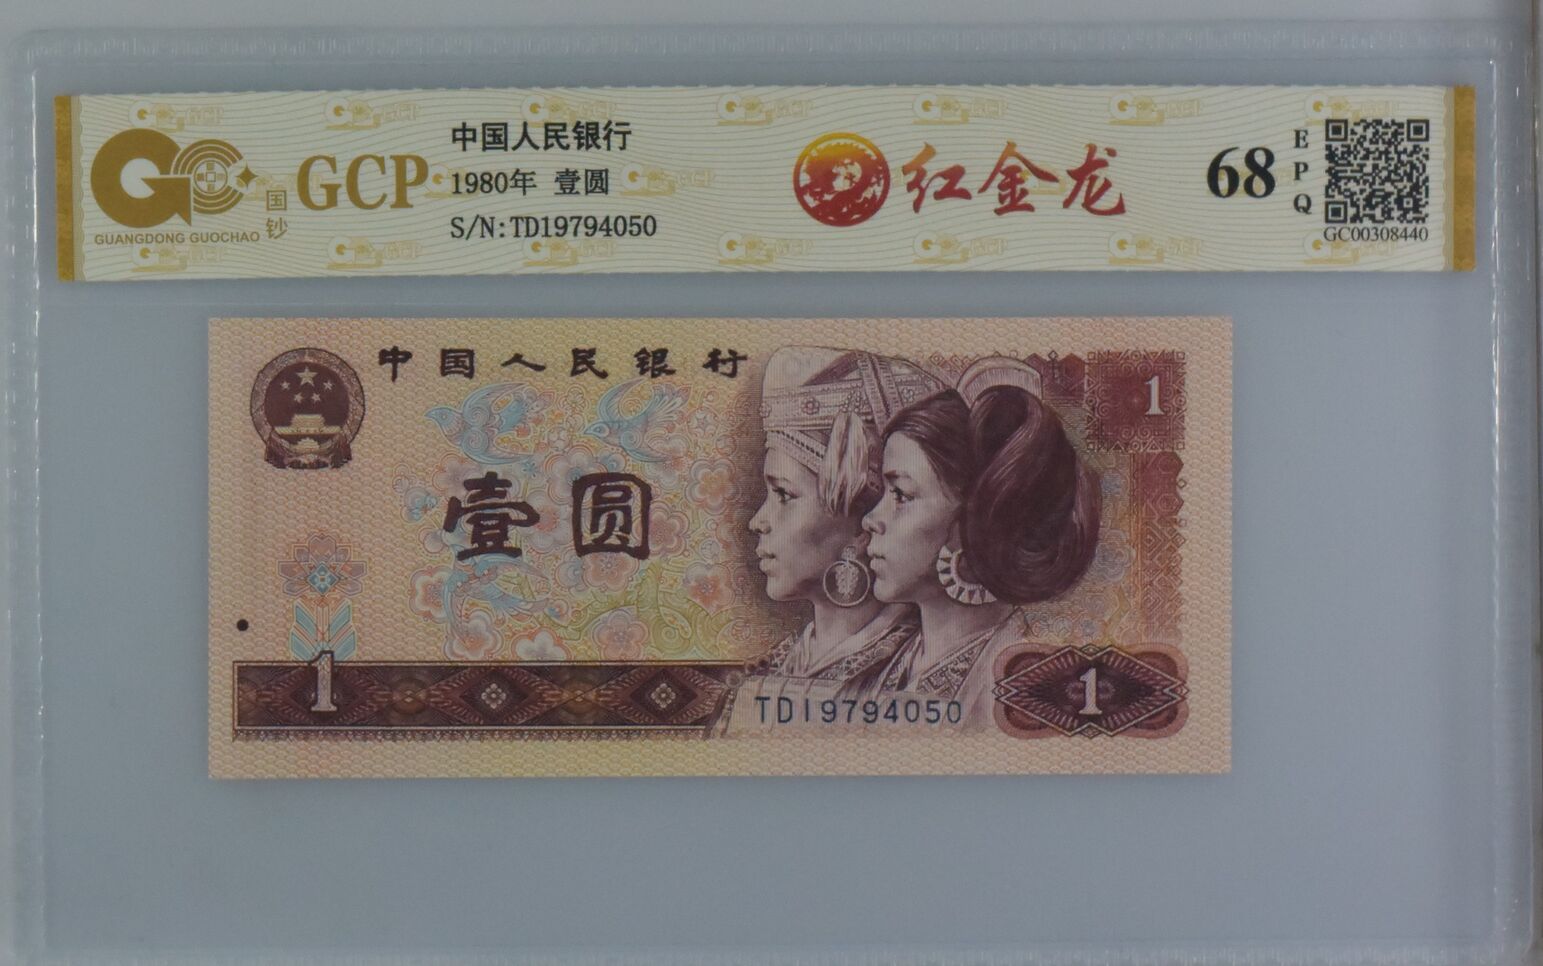 GUANGDONG GUOCHAO
国钞
GCP
中国人民银行
1980年 壹圆
S/N:TD19794050
红金龙
68
EPQ
GC00308440
中国人民银行
1
壹圆
1
TD19794050
1